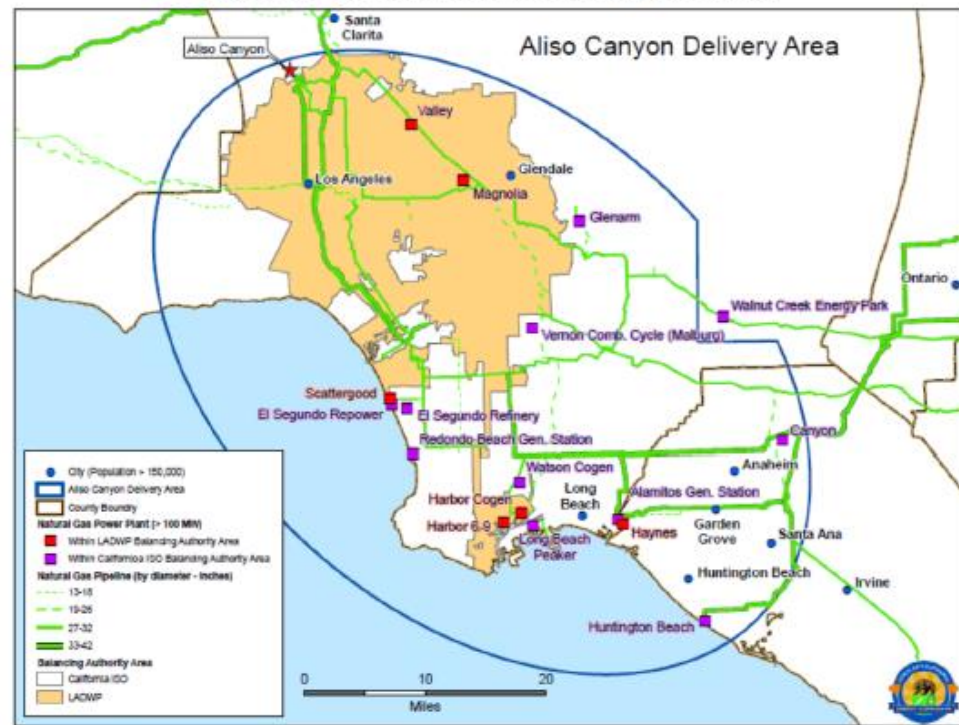 Aliso Canyon Delivery Area
Santa
Clarita
Aliso Canyon
Valley
Los Angeles
Glendale
Magnolia
Glenarm
Ontario
Walnut Creek Energy Park
Vernon Comb. Cycle (Malburg)
Scattergood
El Segundo Repower
El Segundo Refinery
Redondo Beach Gen. Station
Canyon
Watson Cogen
Anaheim
Harbor Cogen
Long
Beach
Alamitos Gen. Station
Harbor 6-9
Long Beach
Peaker
Haynes
Garden
Grove
Santa Ana
Huntington Beach
Irvine
Huntington Beach
City (Population > 150,000)
Aliso Canyon Delivery Area
County Boundry
Natural Gas Power Plant (> 100 MW)
Within LADWP Balancing Authority Area
Within California ISO Balancing Authority Area
Natural Gas Pipeline (by diameter - inches)
13-18
19-26
27-32
33-42
Balancing Authority Area
California ISO
LADWP
0 10 20
Miles